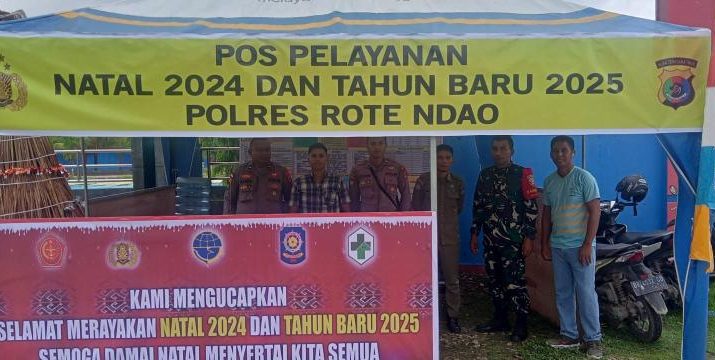 POS PELAYANAN
NATAL 2024 DAN TAHUN BARU 2025
POLRES ROTE NDAO
KAMI MENGUCAPKAN
SELAMAT MERAYAKAN NATAL 2024 DAN TAHUN BARU 2025
SEMOGA DAMAI NATAL MENYERTAI KITA SEMUA